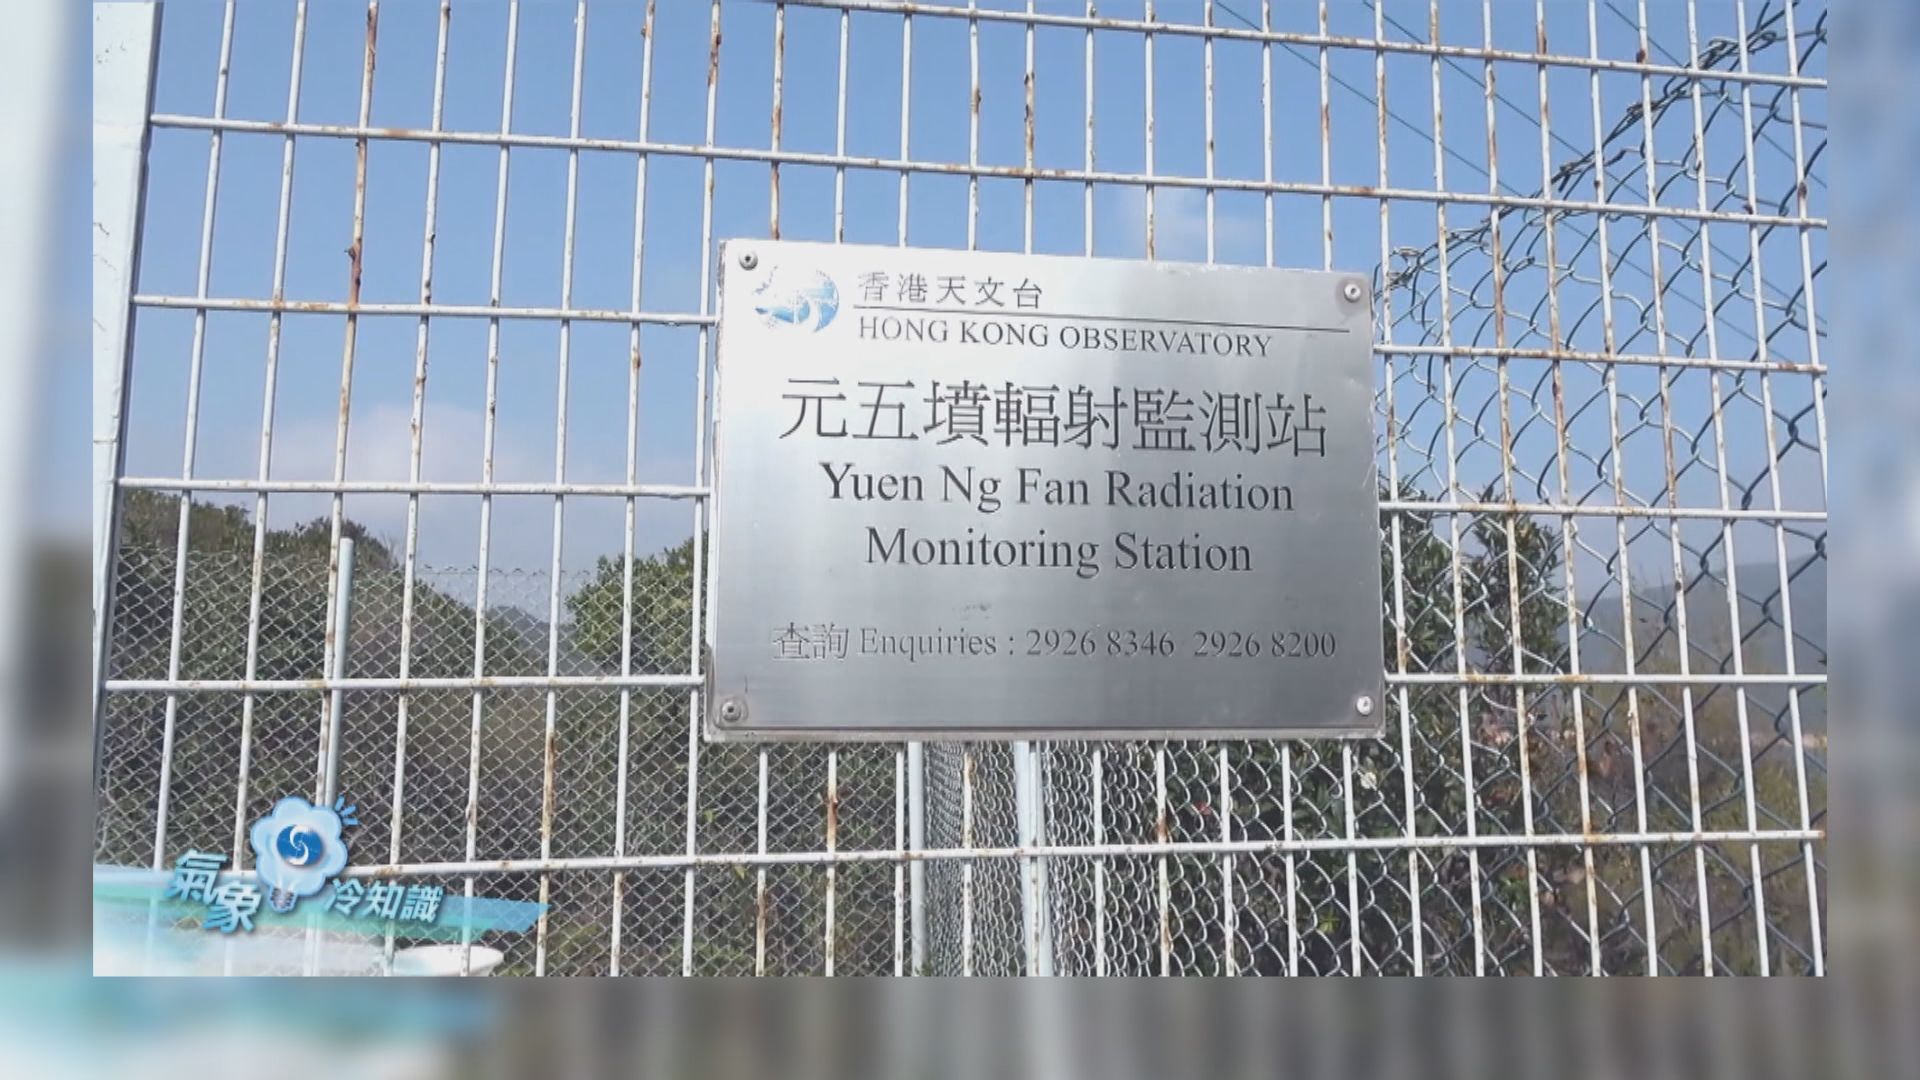 香港天文台
HONG KONG OBSERVATORY
元五墳輻射監測站
Yuen Ng Fan Radiation
Monitoring Station
查詢 Enquiries : 2926 8346 2926 8200
氣象冷知識